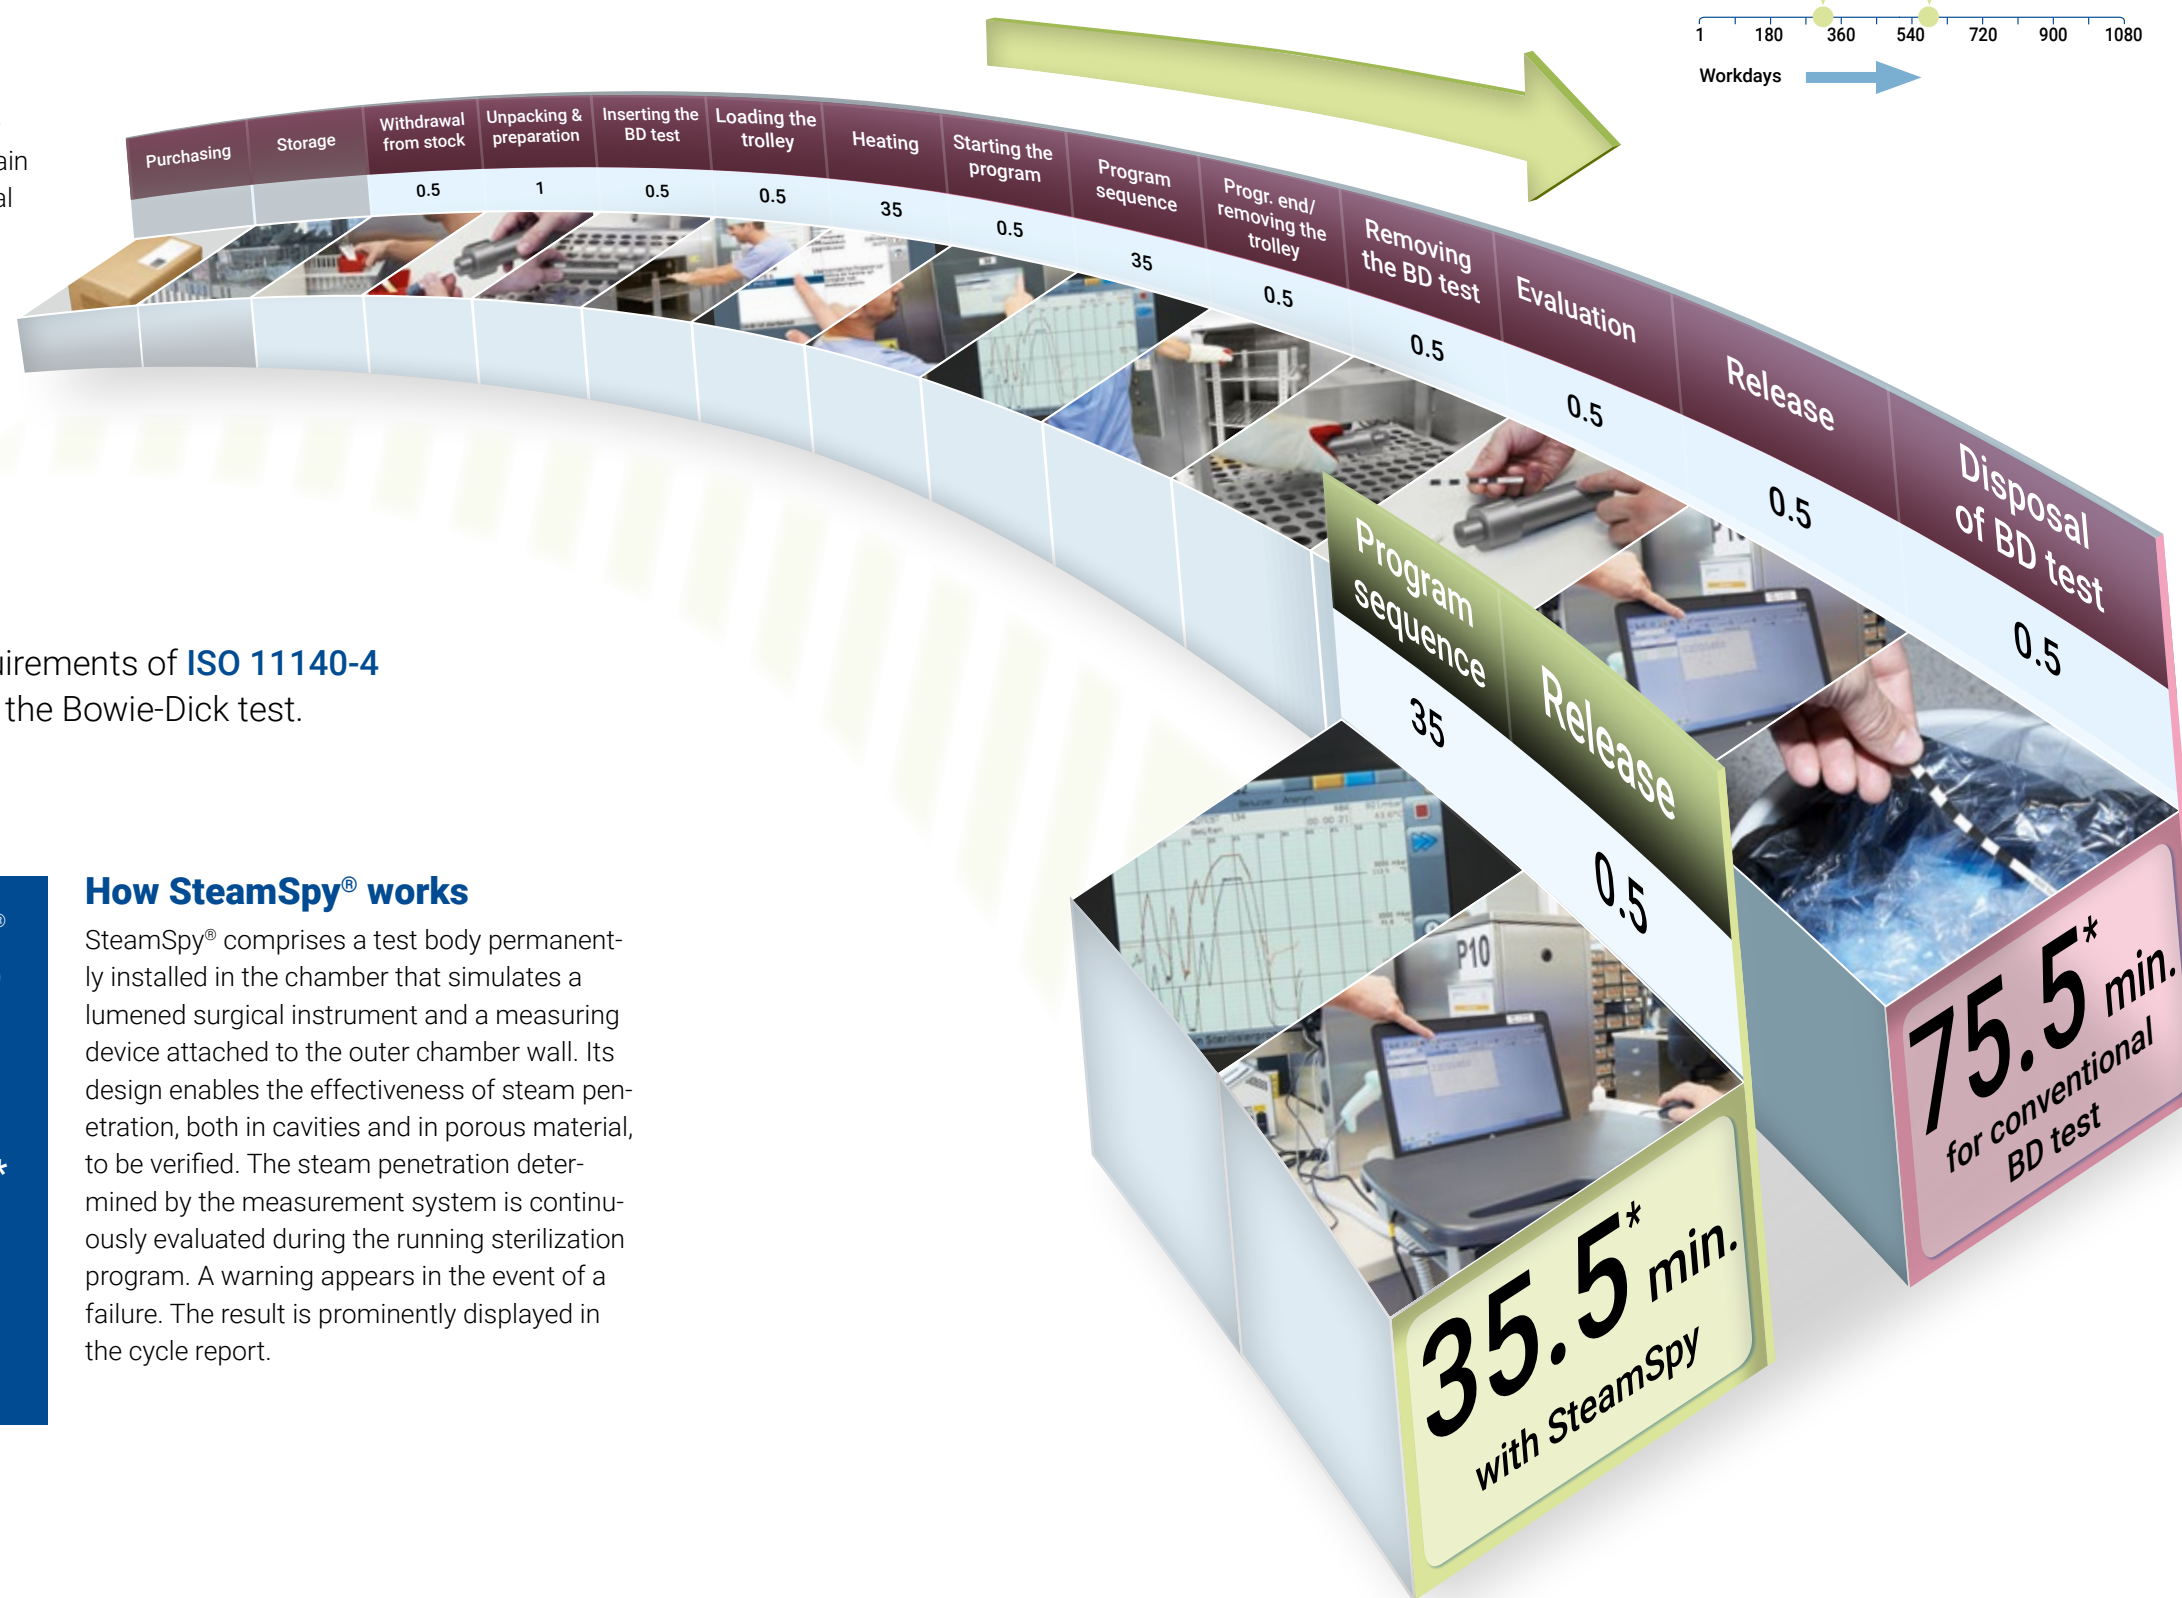 1 180 360 540 720 900 1080
Workdays
Purchasing
Storage
Withdrawal
from stock
0.5
Unpacking &
preparation
1
Inserting the
BD test
0.5
Loading the
trolley
0.5
Heating
35
Starting the
program
0.5
Program
sequence
35
Progr. end/
removing the
trolley
0.5
Removing
the BD test
0.5
Evaluation
0.5
Release
0.5
Disposal
of BD test
0.5
ain
al
uirements of ISO 11140-4
the Bowie-Dick test.
Program
sequence
35
Release
0.5
P10
®
*
How SteamSpy® works
SteamSpy® comprises a test body permanent-
ly installed in the chamber that simulates a
lumened surgical instrument and a measuring
device attached to the outer chamber wall. Its
design enables the effectiveness of steam pen-
etration, both in cavities and in porous material,
to be verified. The steam penetration deter-
mined by the measurement system is continu-
ously evaluated during the running sterilization
program. A warning appears in the event of a
failure. The result is prominently displayed in
the cycle report.
75.5* min.
for conventional
BD test
35.5* min.
with SteamSpy